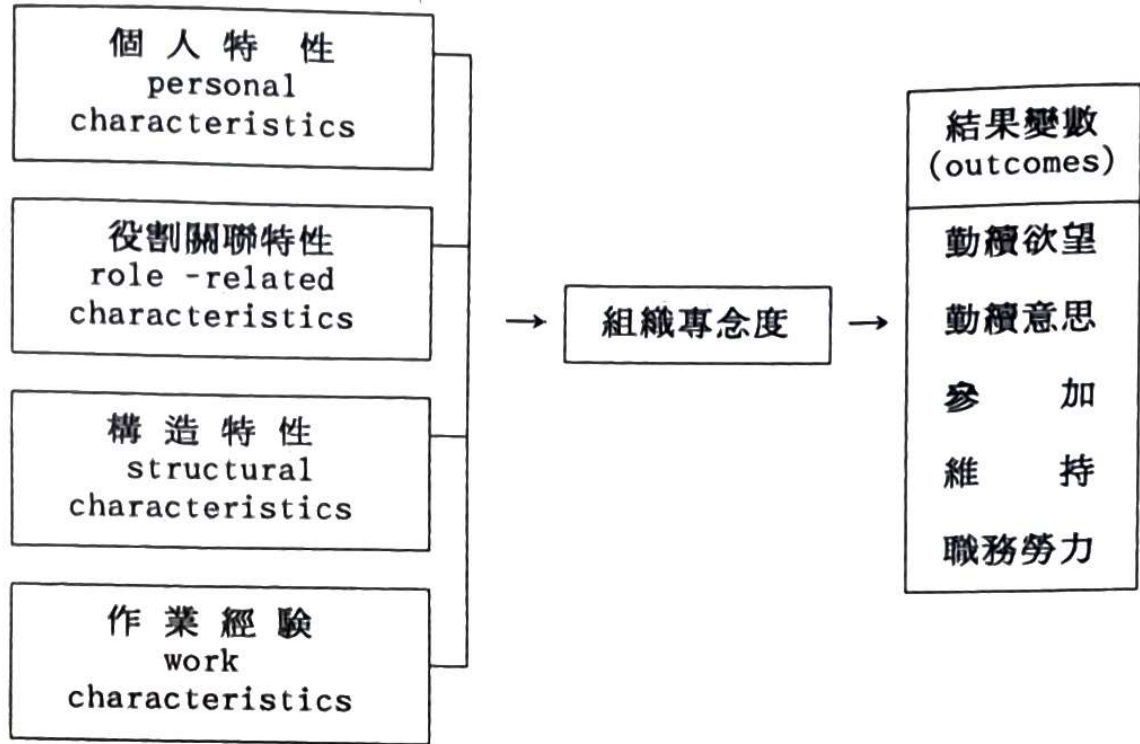 個人特性
personal
characteristics
役割關聯特性
role -related
characteristics
構造特性
structural
characteristics
作業經驗
work
characteristics
→
組織專念度
→
結果變數
(outcomes)
勤續欲望
勤續意思
參加
維持
職務勞力